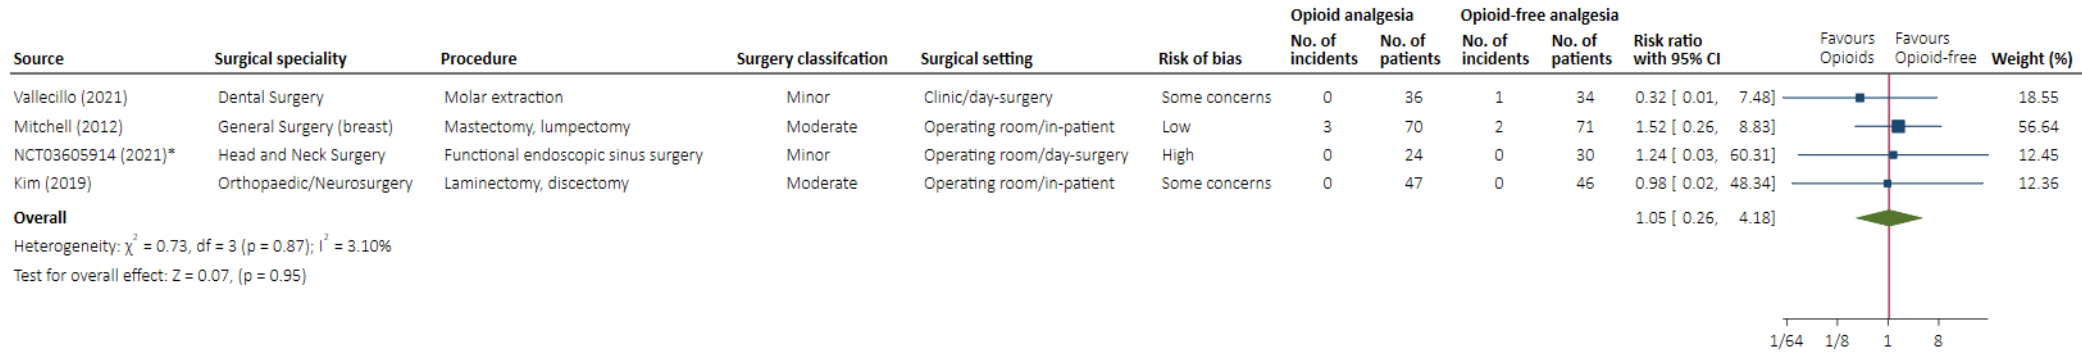 Opioid analgesia Opioid-free analgesia
No. of No. of No. of No. of Risk ratio Favours Favours
Source Surgical speciality Procedure Surgery classifcation Surgical setting Risk of bias incidents patients incidents patients with 95% CI Opioids Opioid-free Weight (%)
Vallecillo (2021) Dental Surgery Molar extraction Minor Clinic/day-surgery Some concerns 0 36 1 34 0.32 [ 0.01, 7.48] 18.55
Mitchell (2012) General Surgery (breast) Mastectomy, lumpectomy Moderate Operating room/in-patient Low 3 70 2 71 1.52 [ 0.26, 8.83] 56.64
NCT03605914 (2021)* Head and Neck Surgery Functional endoscopic sinus surgery Minor Operating room/day-surgery High 0 24 0 30 1.24 [ 0.03, 60.31] 12.45
Kim (2019) Orthopaedic/Neurosurgery Laminectomy, discectomy Moderate Operating room/in-patient Some concerns 0 47 0 46 0.98 [ 0.02, 48.34] 12.36
Overall 1.05 [ 0.26, 4.18]
Heterogeneity: χ² = 0.73, df = 3 (p = 0.87); I² = 3.10%
Test for overall effect: Z = 0.07, (p = 0.95)
1/64 1/8 1 8